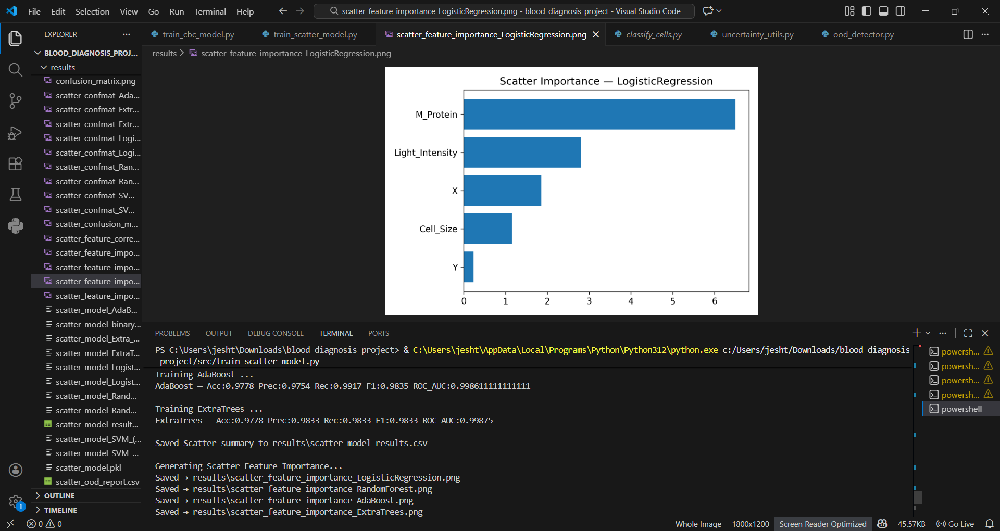 File Edit Selection View Go Run Terminal Help
scatter_feature_importance_LogisticRegression.png - blood_diagnosis_project - Visual Studio Code
EXPLORER
BLOOD_DIAGNOSIS_PROJ...
results
confusion_matrix.png
scatter_confmat_Ada...
scatter_confmat_Extr...
scatter_confmat_Extr...
scatter_confmat_Logi...
scatter_confmat_Logi...
scatter_confmat_Ran...
scatter_confmat_Ran...
scatter_confmat_SV...
scatter_confmat_SV...
scatter_confusion_m...
scatter_feature_corre...
scatter_feature_impo...
scatter_feature_impo...
scatter_feature_impo...
scatter_feature_impo...
scatter_model_AdaB...
scatter_model_binary...
scatter_model_Extra_...
scatter_model_ExtraT...
scatter_model_Logist...
scatter_model_Logist...
scatter_model_Rand...
scatter_model_Rand...
scatter_model_result...
scatter_model_SVM_(...
scatter_model_SVM_...
scatter_model.pkl
scatter_ood_report.csv
OUTLINE
TIMELINE
train_cbc_model.py
train_scatter_model.py
scatter_feature_importance_LogisticRegression.png
classify_cells.py
uncertainty_utils.py
ood_detector.py
results > scatter_feature_importance_LogisticRegression.png
Scatter Importance — LogisticRegression
M_Protein
Light_Intensity
X
Cell_Size
Y
0 1 2 3 4 5 6
PROBLEMS OUTPUT DEBUG CONSOLE TERMINAL PORTS
PS C:\Users\jesht\Downloads\blood_diagnosis_project> & C:\Users\jesht\AppData\Local\Programs\Python\Python312\python.exe c:/Users/jesht/Downloads/blood_diagnosis
_project/src/train_scatter_model.py
Training AdaBoost ...
AdaBoost — Acc:0.9778 Prec:0.9754 Rec:0.9917 F1:0.9835 ROC_AUC:0.998611111111111
Training ExtraTrees ...
ExtraTrees — Acc:0.9778 Prec:0.9833 Rec:0.9833 F1:0.9833 ROC_AUC:0.99875
Saved Scatter summary to results\scatter_model_results.csv
Generating Scatter Feature Importance...
Saved → results\scatter_feature_importance_LogisticRegression.png
Saved → results\scatter_feature_importance_RandomForest.png
Saved → results\scatter_feature_importance_AdaBoost.png
Saved → results\scatter_feature_importance_ExtraTrees.png
powersh...
powersh...
powersh...
powersh...
powershell
1
0 0
Whole Image 1800x1200 Screen Reader Optimized 45.57KB Go Live